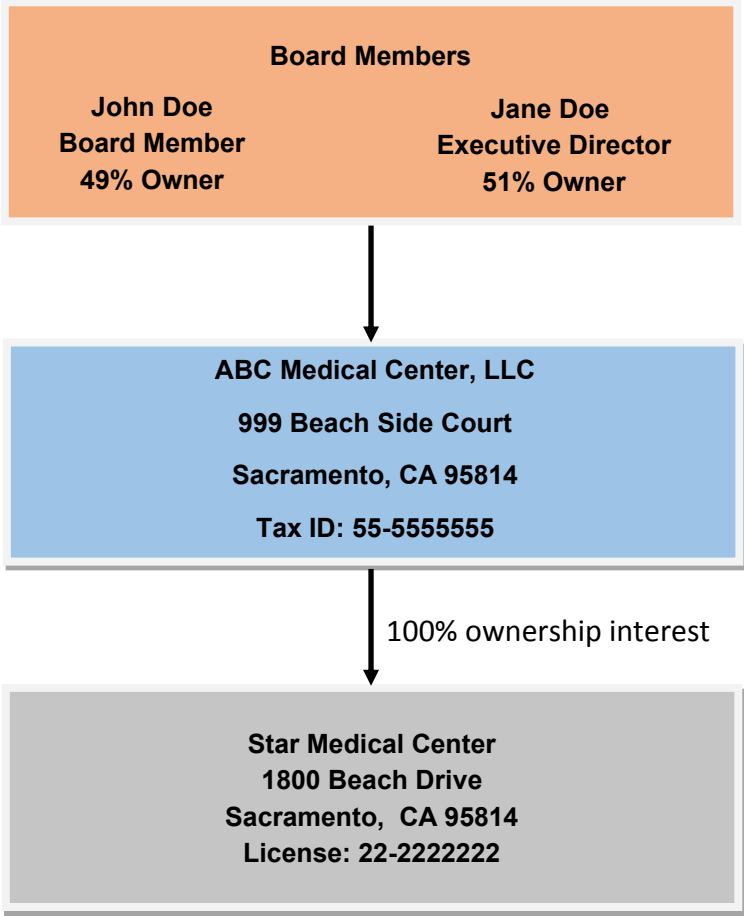 Board Members
John Doe
Board Member
49% Owner
Jane Doe
Executive Director
51% Owner
ABC Medical Center, LLC
999 Beach Side Court
Sacramento, CA 95814
Tax ID: 55-5555555
100% ownership interest
Star Medical Center
1800 Beach Drive
Sacramento,  CA 95814
License: 22-2222222